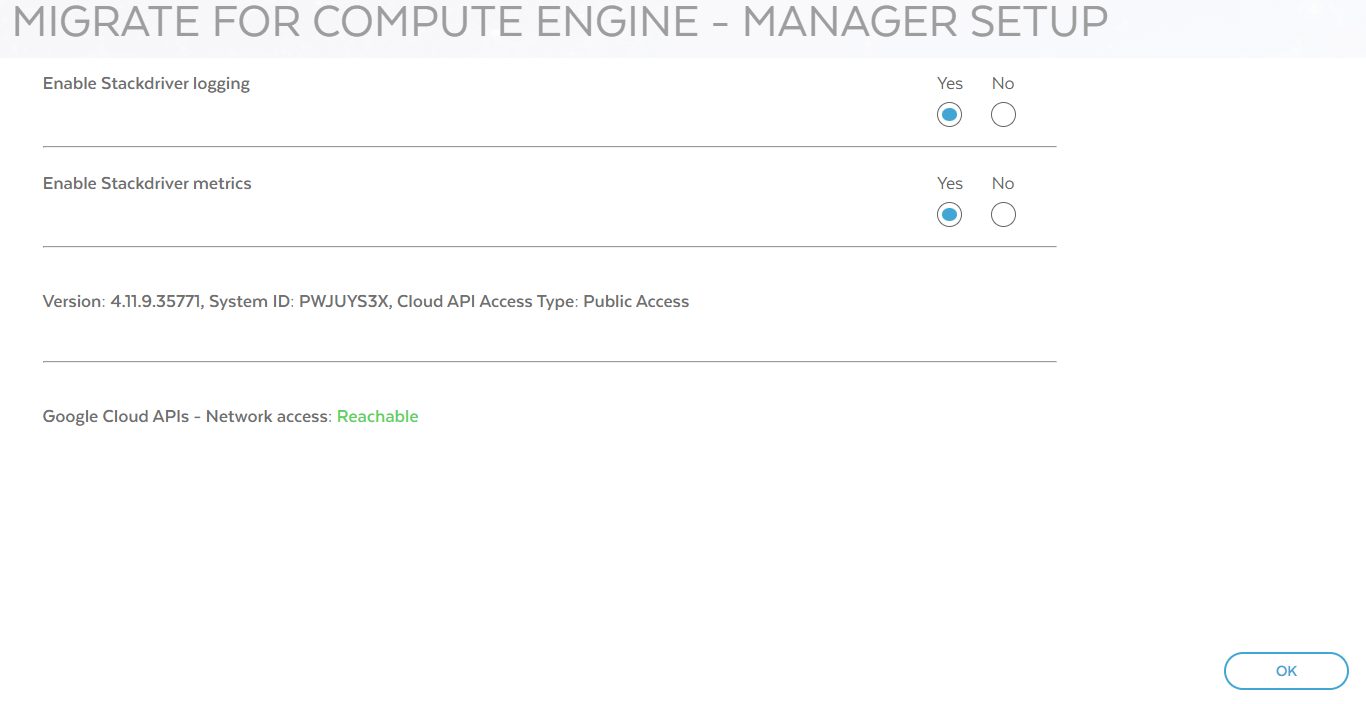 MIGRATE FOR COMPUTE ENGINE - MANAGER SETUP
Enable Stackdriver logging Yes No
Enable Stackdriver metrics Yes No
Version: 4.11.9.35771, System ID: PWJUYS3X, Cloud API Access Type: Public Access
Google Cloud APIs - Network access: Reachable
OK